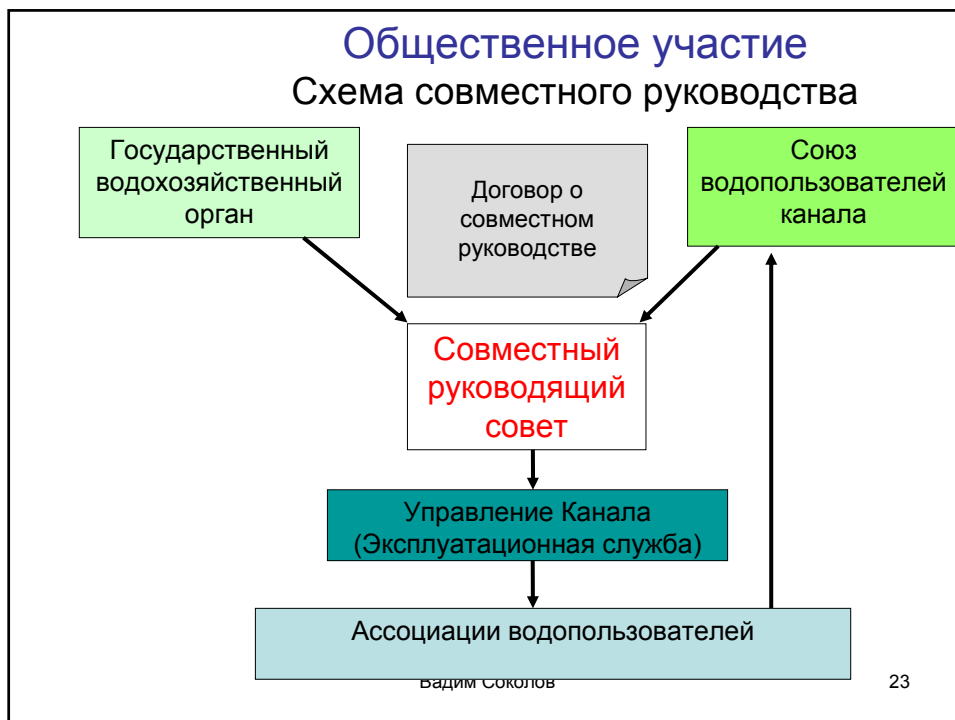 Общественное участие
Схема совместного руководства
Государственный
водохозяйственный
орган
Договор о
совместном
руководстве
Союз
водопользователей
канала
Совместный
руководящий
совет
Управление Канала
(Эксплуатационная служба)
Ассоциации водопользователей
Вадим Соколов
23